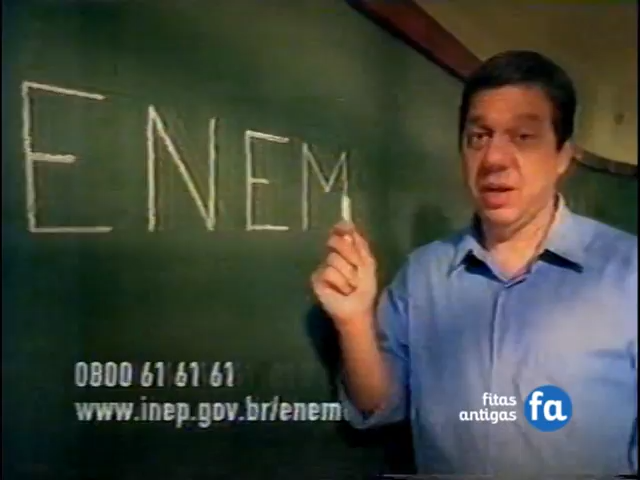 ENEM
0800 61 61 61
www.inep.gov.br/enem
fitas
antigas
fa